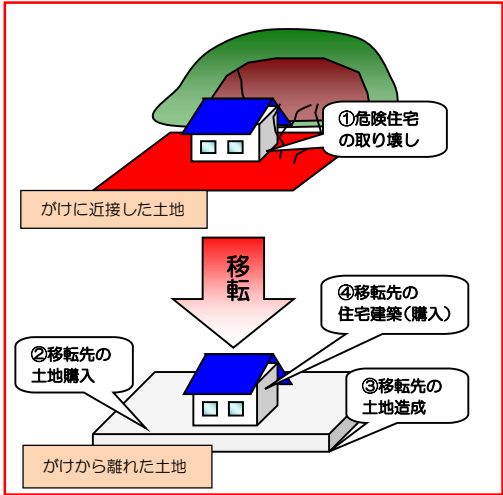 ①危険住宅
の取り壊し
がけに近接した土地
移転
④移転先の
住宅建築（購入）
②移転先の
土地購入
③移転先の
土地造成
がけから離れた土地